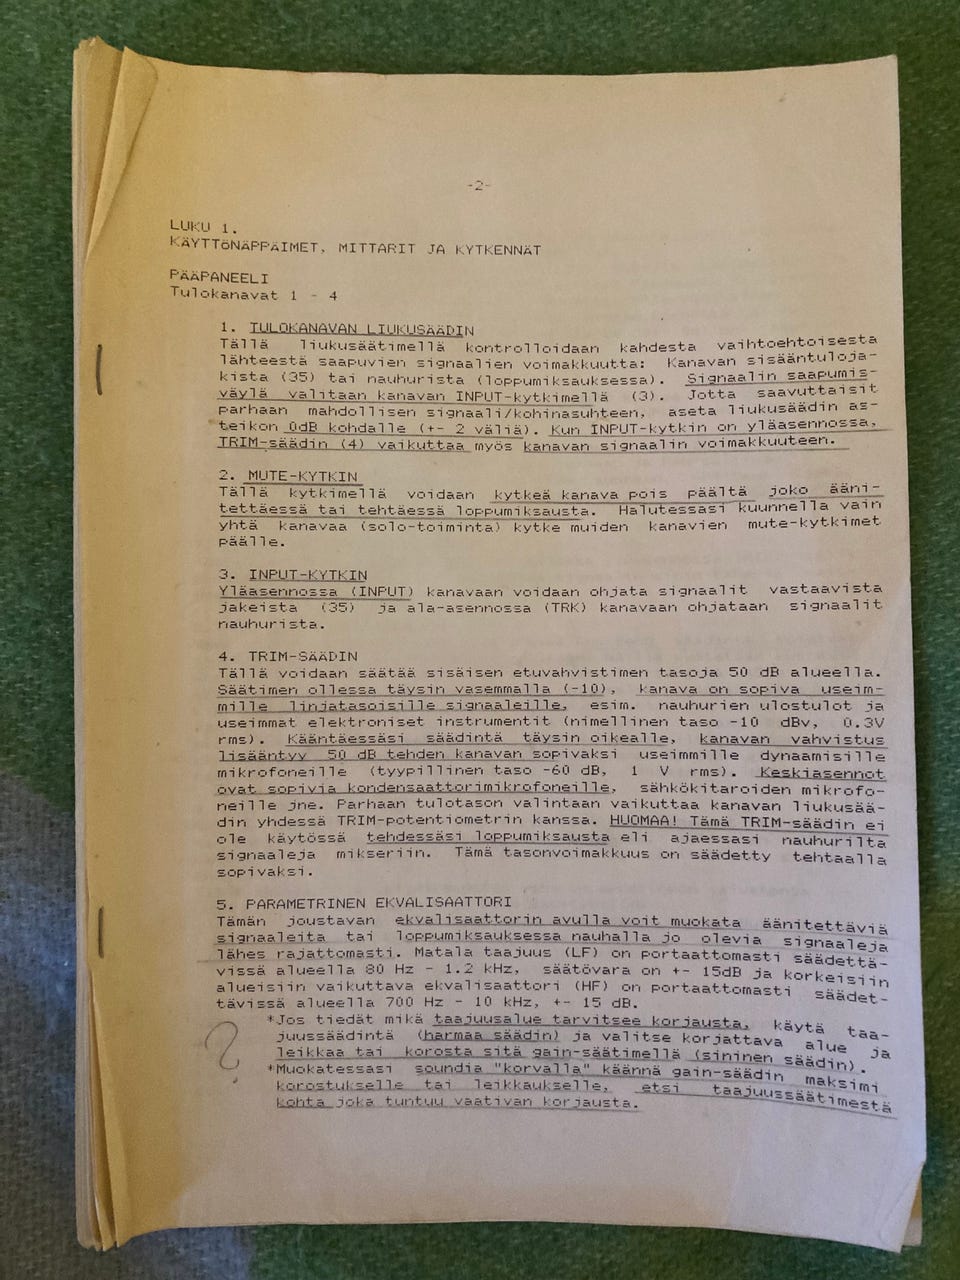 -2-
LUKU 1.
KÄYTTöNÄPPÄIMET, MITTARIT JA KYTKENNÄT
PÄÄPANEELI
Tulokanavat 1 - 4
1. TULOKANAVAN LIUKUSÄÄDIN
Tällä liukusäätimellä kontrolloidaan kahdesta vaihtoehtoisesta
lähteestä saapuvien signaalien voimakkuutta: Kanavan sisääntuloja-
kista (35) tai nauhurista (loppumiksauksessa). Signaalin saapumis-
väylä valitaan kanavan INPUT-kytkimellä (3). Jotta saavuttaisit
parhaan mahdollisen signaali/kohinasuhteen, aseta liukusäädin as-
teikon 0dB kohdalle (+- 2 väliä). Kun INPUT-kytkin on yläasennossa,
TRIM-säädin (4) vaikuttaa myös kanavan signaalin voimakkuuteen.
2. MUTE-KYTKIN
Tällä kytkimellä voidaan kytkeä kanava pois päältä joko ääni-
tettäessä tai tehtäessä loppumiksausta. Halutessasi kuunnella vain
yhtä kanavaa (solo-toiminta) kytke muiden kanavien mute-kytkimet
päälle.
3. INPUT-KYTKIN
Yläasennossa (INPUT) kanavaan voidaan ohjata signaalit vastaavista
jakeista (35) ja ala-asennossa (TRK) kanavaan ohjataan signaalit
nauhurista.
4. TRIM-SÄÄDIN
Tällä voidaan säätää sisäisen etuvahvistimen tasoja 50 dB alueella.
Säätimen ollessa täysin vasemmalla (-10), kanava on sopiva useim-
mille linjatasoisille signaaleille, esim. nauhurien ulostulot ja
useimmat elektroniset instrumentit (nimellinen taso -10 dBv, 0.3V
rms). Kääntäessäsi säädintä täysin oikealle, kanavan vahvistus
lisääntyy 50 dB tehden kanavan sopivaksi useimmille dynaamisille
mikrofoneille (tyypillinen taso -60 dB, 1 V rms). Keskiasennot
ovat sopivia kondensaattorimikrofoneille, sähkökitaroiden mikrofo-
neille jne. Parhaan tulotason valintaan vaikuttaa kanavan liukusää-
din yhdessä TRIM-potentiometrin kanssa. HUOMAA! Tämä TRIM-säädin ei
ole käytössä tehdessäsi loppumiksausta eli ajaessasi nauhurilta
signaaleja mikseriin. Tämä tasonvoimakkuus on säädetty tehtaalla
sopivaksi.
5. PARAMETRINEN EKVALISAATTORI
Tämän joustavan ekvalisaattorin avulla voit muokata äänitettäviä
signaaleita tai loppumiksauksessa nauhalla jo olevia signaaleja
lähes rajattomasti. Matala taajuus (LF) on portaattomasti säädettä-
vissä alueella 80 Hz - 1.2 kHz, säätövara on +- 15dB ja korkeisiin
alueisiin vaikuttava ekvalisaattori (HF) on portaattomasti säädet-
tävissä alueella 700 Hz - 10 kHz, +- 15 dB.
*Jos tiedät mikä taajuusalue tarvitsee korjausta, käytä taa-
juussäädintä (harmaa säädin) ja valitse korjattava alue ja
leikkaa tai korosta sitä gain-säätimellä (sininen säädin).
?
*Muokatessasi soundia "korvalla" käännä gain-säädin maksimi
korostukselle tai leikkaukselle, etsi taajuussäätimestä
kohta joka tuntuu vaativan korjausta.